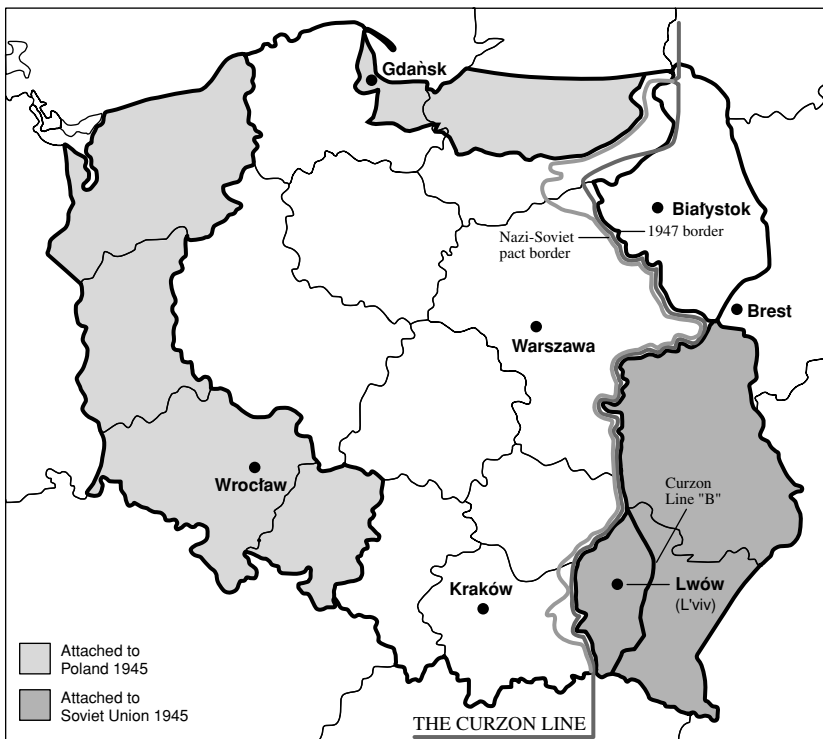 Gdańsk
Białystok
Nazi-Soviet
pact border
1947 border
Brest
Warszawa
Wrocław
Curzon
Line "B"
Kraków
Lwów
(L'viv)
Attached to
Poland 1945
Attached to
Soviet Union 1945
THE CURZON LINE